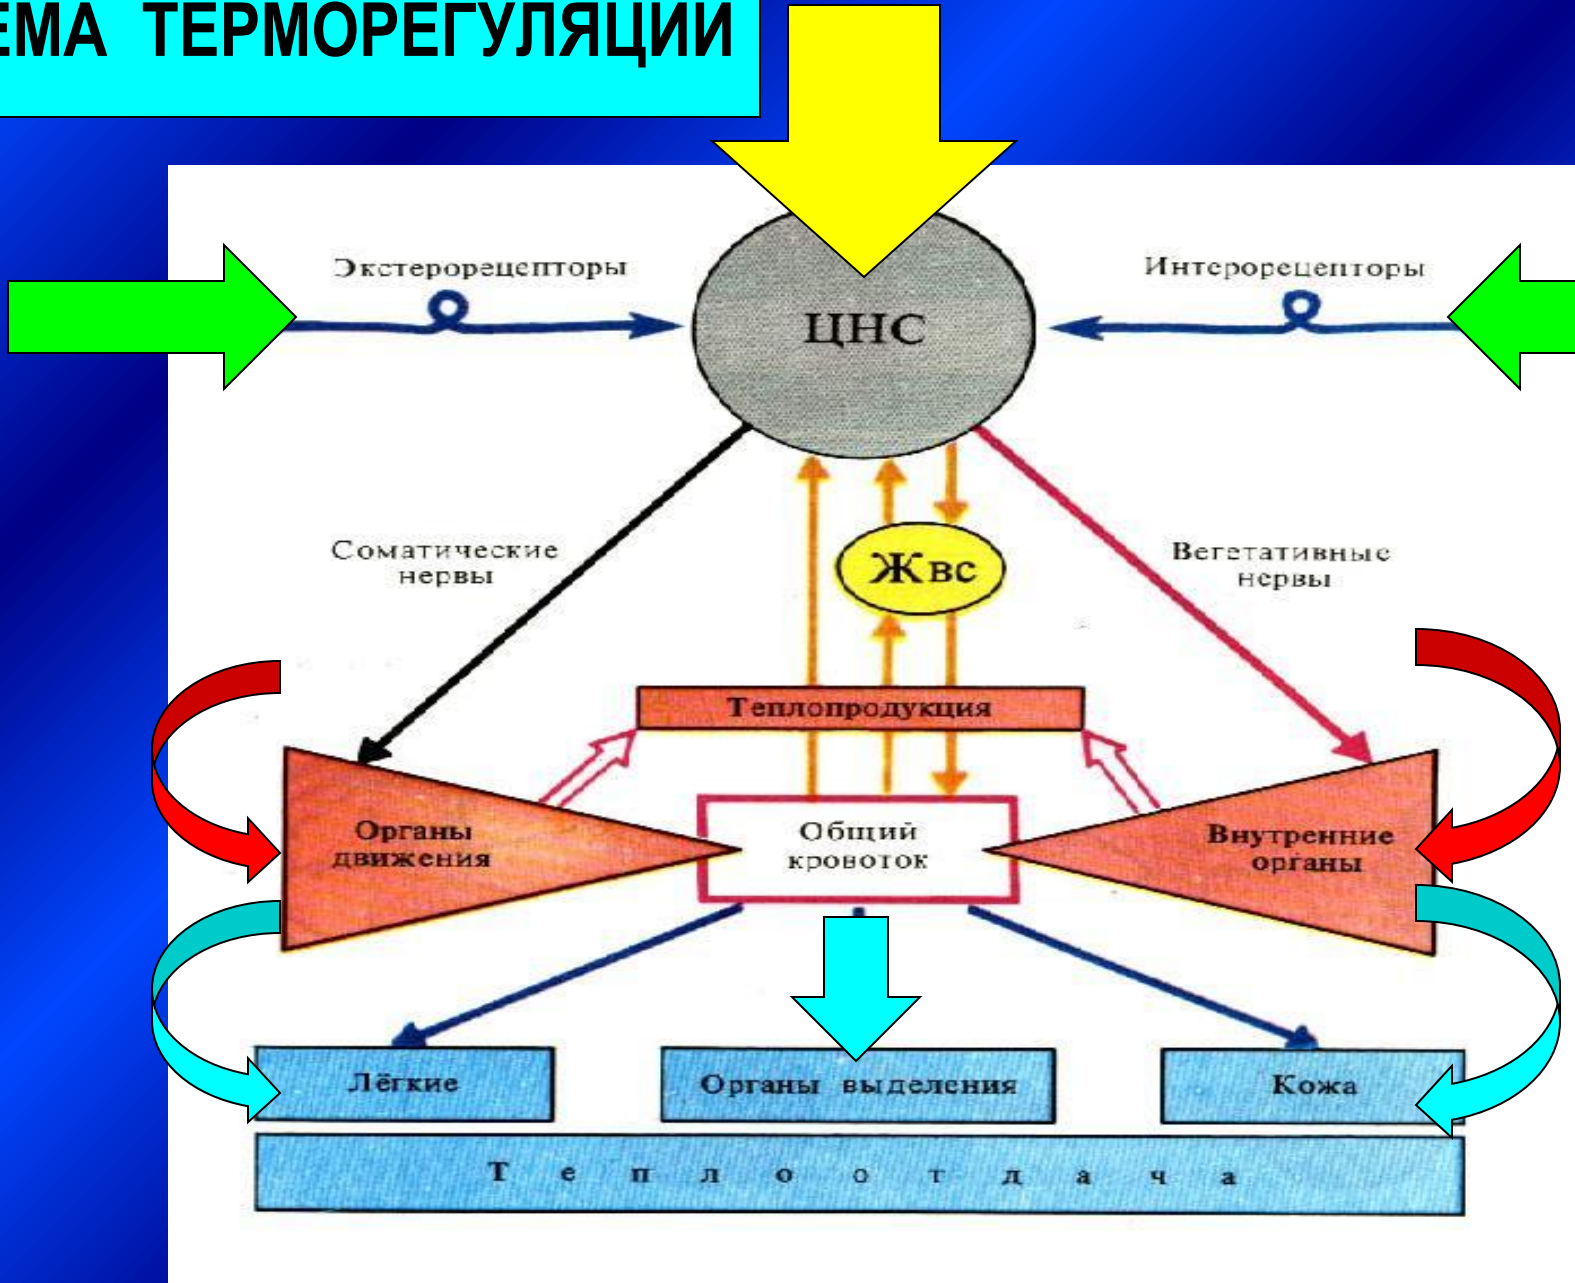 ЕМА ТЕРМОРЕГУЛЯЦИИ
Экстерорецепторы
Интерорецепторы
ЦНС
Соматические
нервы
Жвс
Вегетативные
нервы
Теплопродукция
Органы
движения
Общий
кровоток
Внутренние
органы
Лёгкие
Органы выделения
Кожа
Теплоотдача